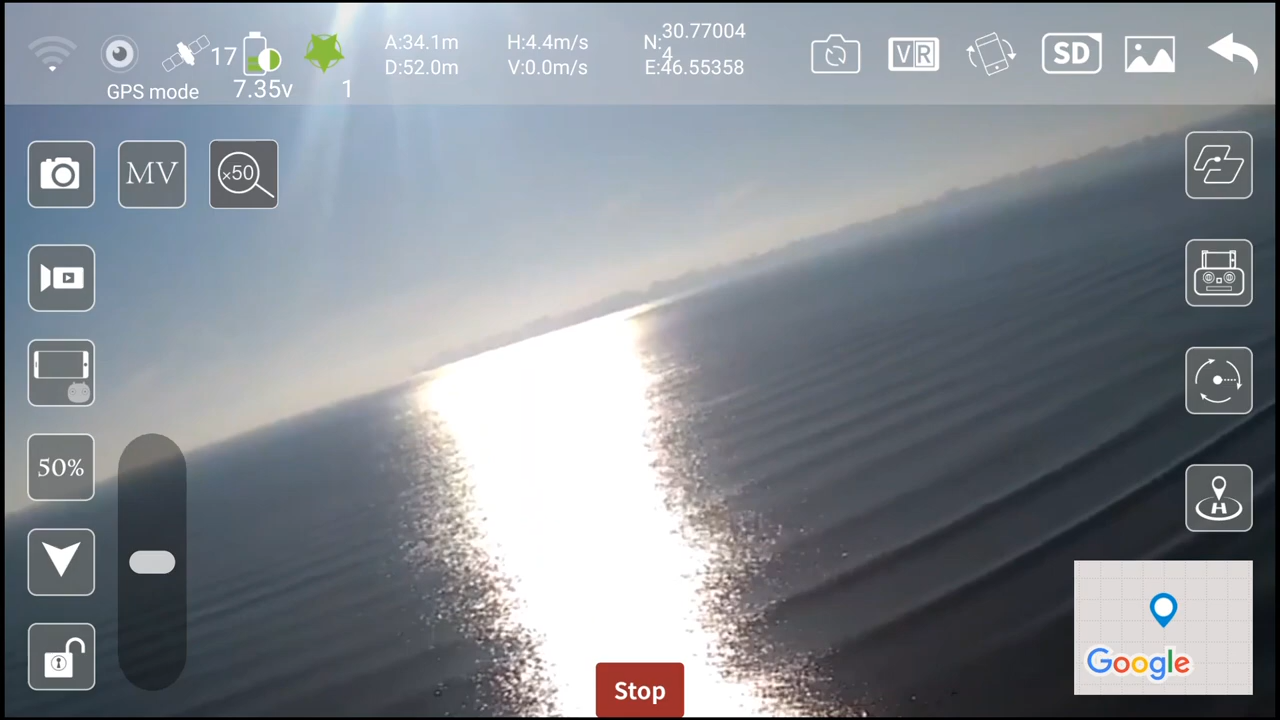 17
GPS mode
7.35v
1
A:34.1m
D:52.0m
H:4.4m/s
V:0.0m/s
N:30.77004
4
E:46.55358
VR
SD
MV
×50
50%
H
Google
Stop